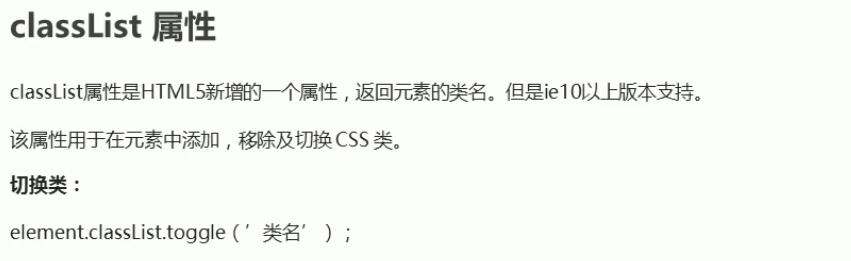 classList 属性
classList属性是HTML5新增的一个属性，返回元素的类名。但是ie10以上版本支持。
该属性用于在元素中添加，移除及切换 CSS 类。
切换类：
element.classList.toggle（’类名’）；